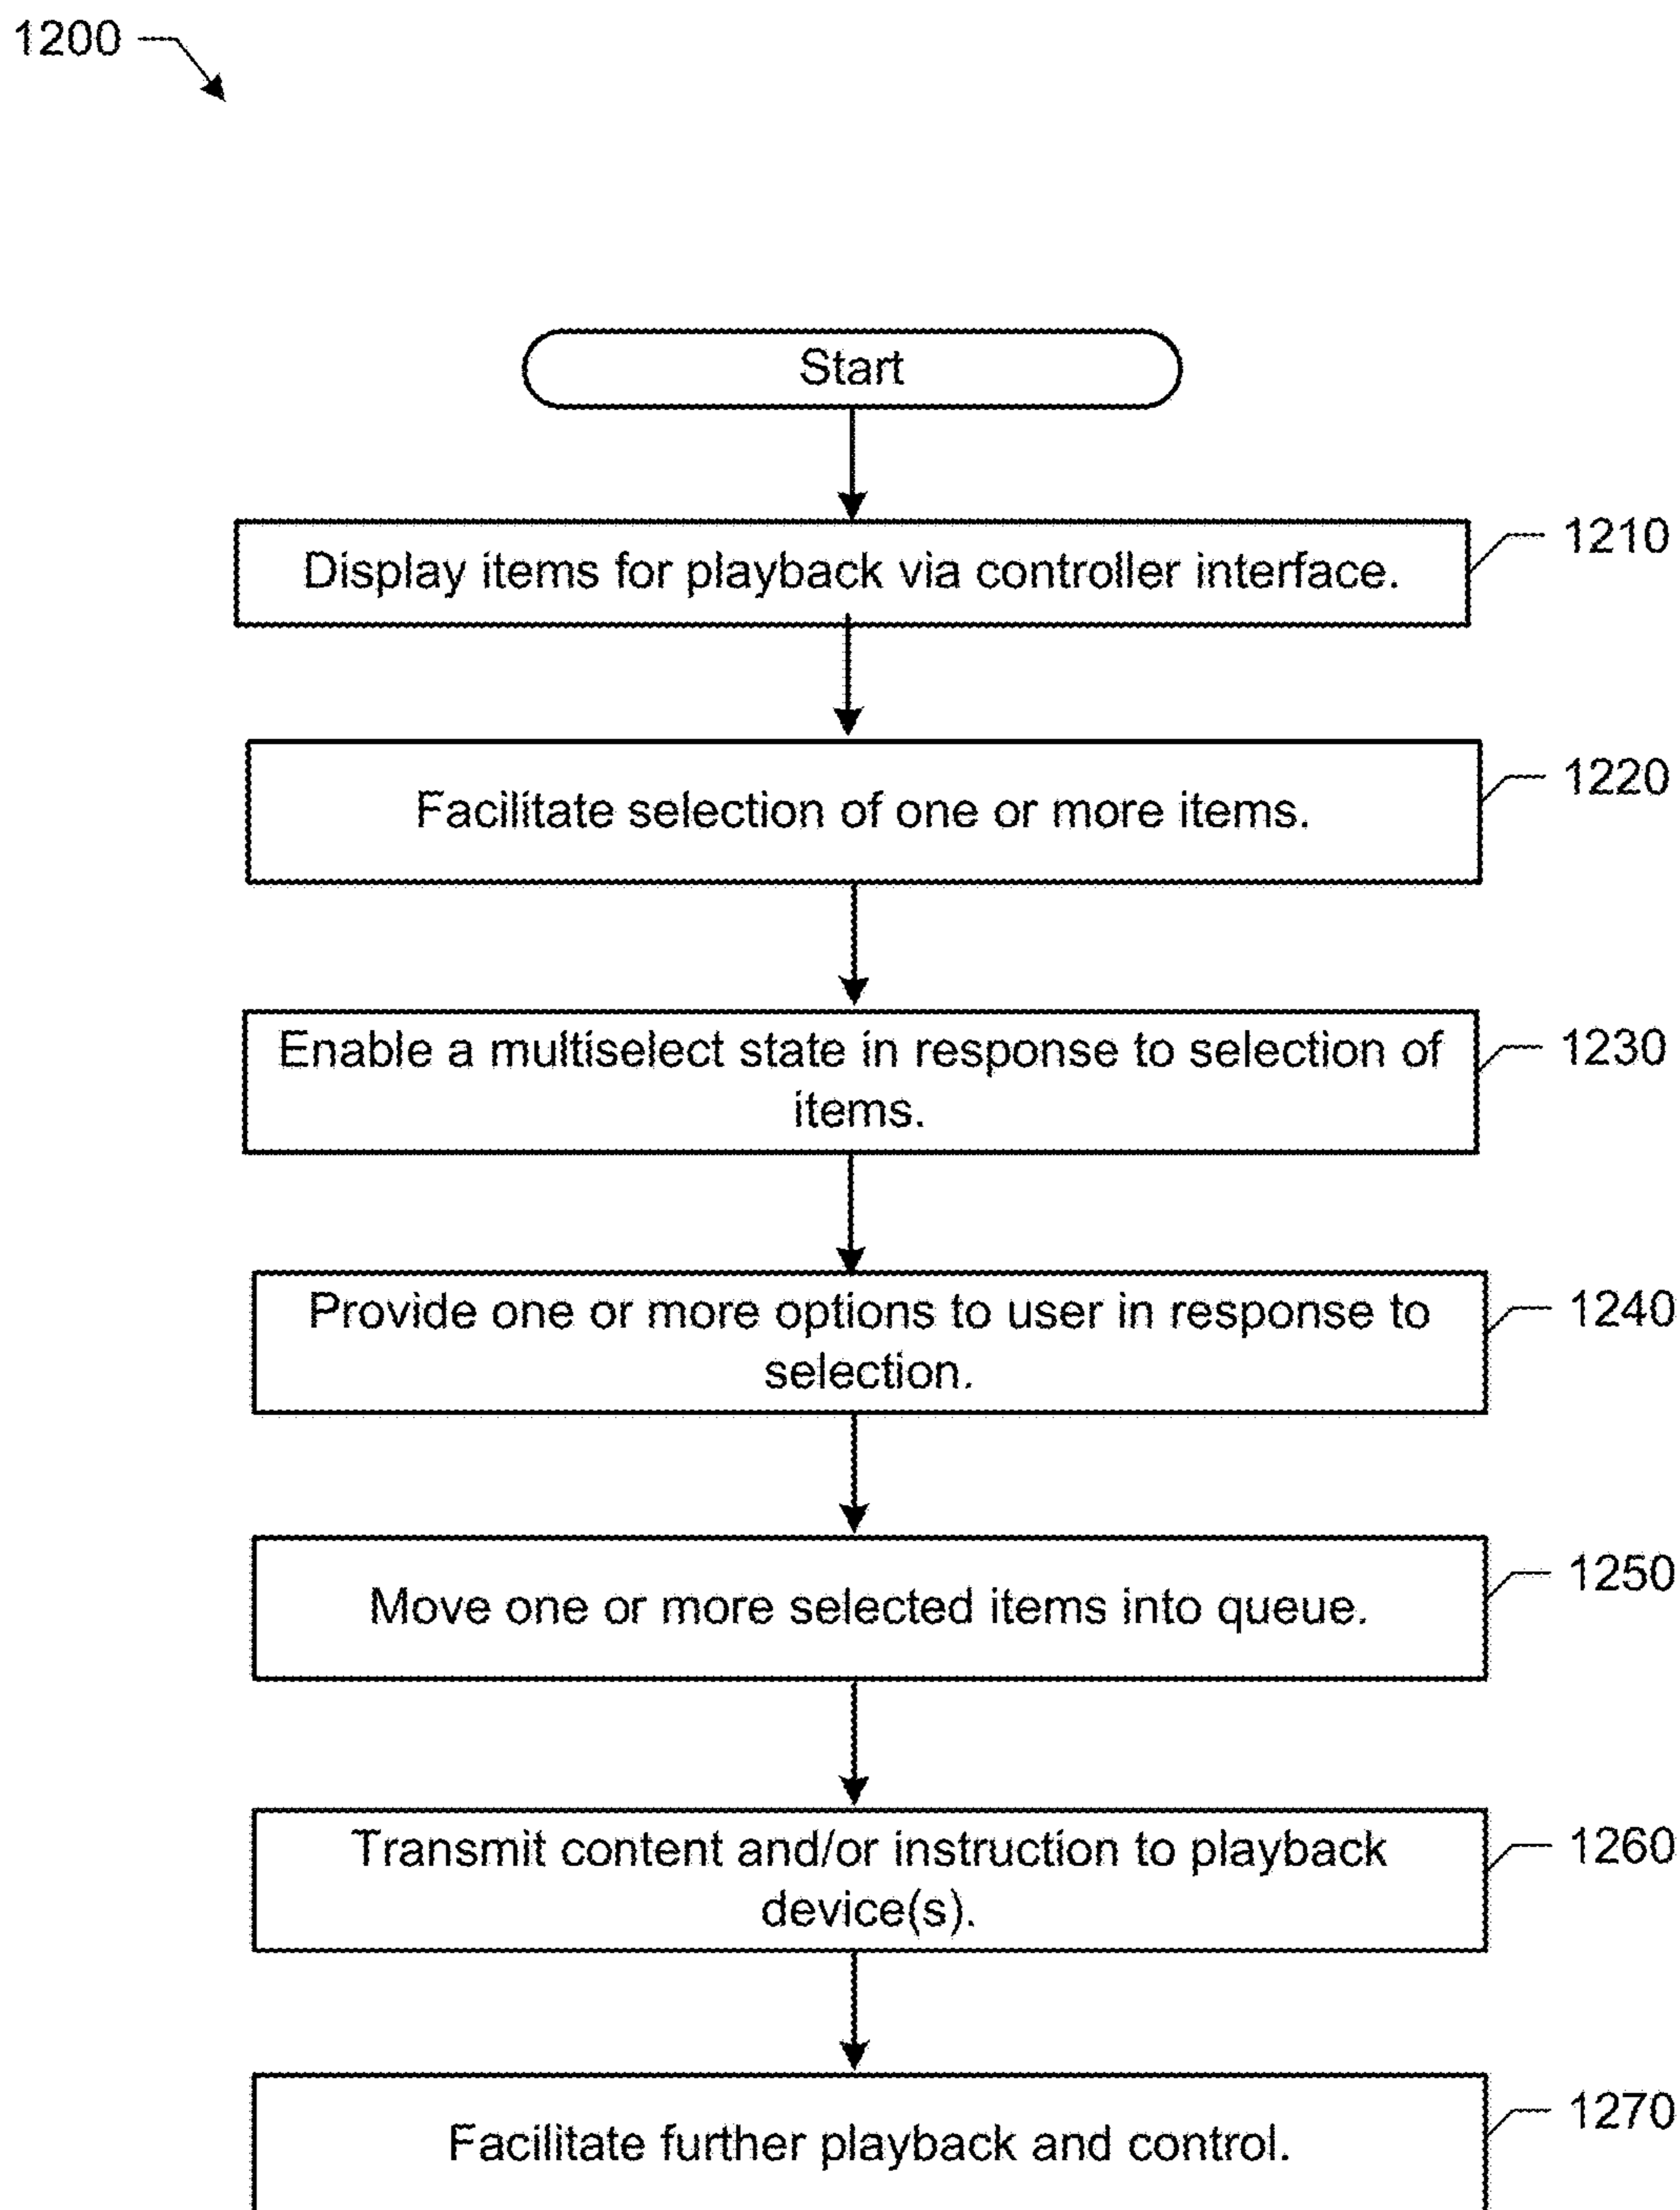 1200
Start
Display items for playback via controller interface.
1210
Facilitate selection of one or more items.
1220
Enable a multiselect state in response to selection of
items.
1230
Provide one or more options to user in response to
selection.
1240
Move one or more selected items into queue.
1250
Transmit content and/or instruction to playback
device(s).
1260
Facilitate further playback and control.
1270